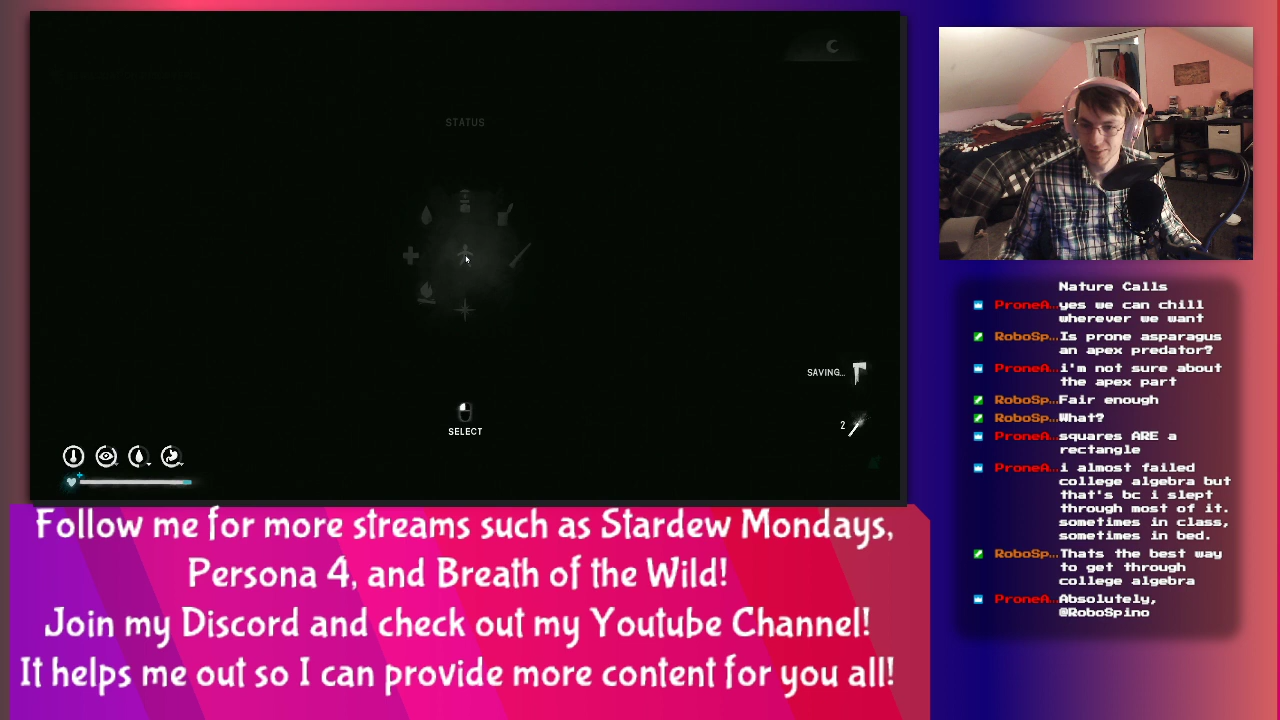 STATUS
SAVING...
2
SELECT
Follow me for more streams such as Stardew Mondays,
Persona 4, and Breath of the Wild!
Join my Discord and check out my Youtube Channel!
It helps me out so I can provide more content for you all!
Nature Calls
ProneA... yes we can chill
wherever we want
RoboSp... Is prone asparagus
an apex predator?
ProneA... i'm not sure about
the apex part
RoboSp... Fair enough
RoboSp... What?
ProneA... squares ARE a
rectangle
ProneA... i almost failed
college algebra but
that's bc i slept
through most of it.
sometimes in class,
sometimes in bed.
RoboSp... Thats the best way
to get through
college algebra
ProneA... Absolutely,
@RoboSpino